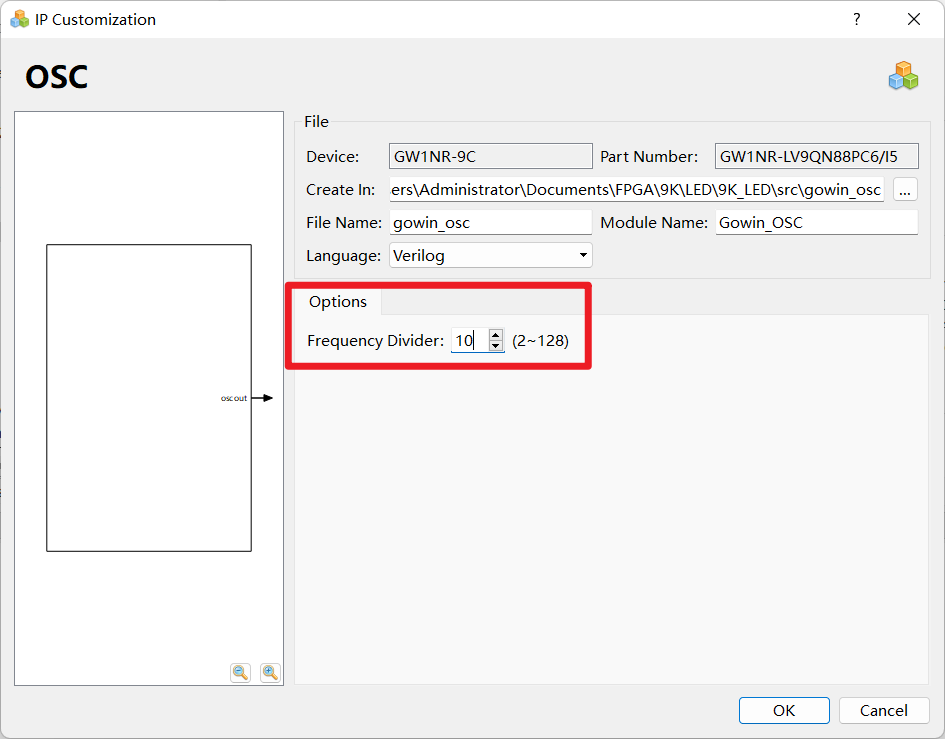 IP Customization
?
OSC
oscout
File
Device: GW1NR-9C Part Number: GW1NR-LV9QN88PC6/I5
Create In: ers\Administrator\Documents\FPGA\9K\LED\9K_LED\src\gowin_osc ...
File Name: gowin_osc Module Name: Gowin_OSC
Language: Verilog
Options
Frequency Divider: 10 (2~128)
OK Cancel